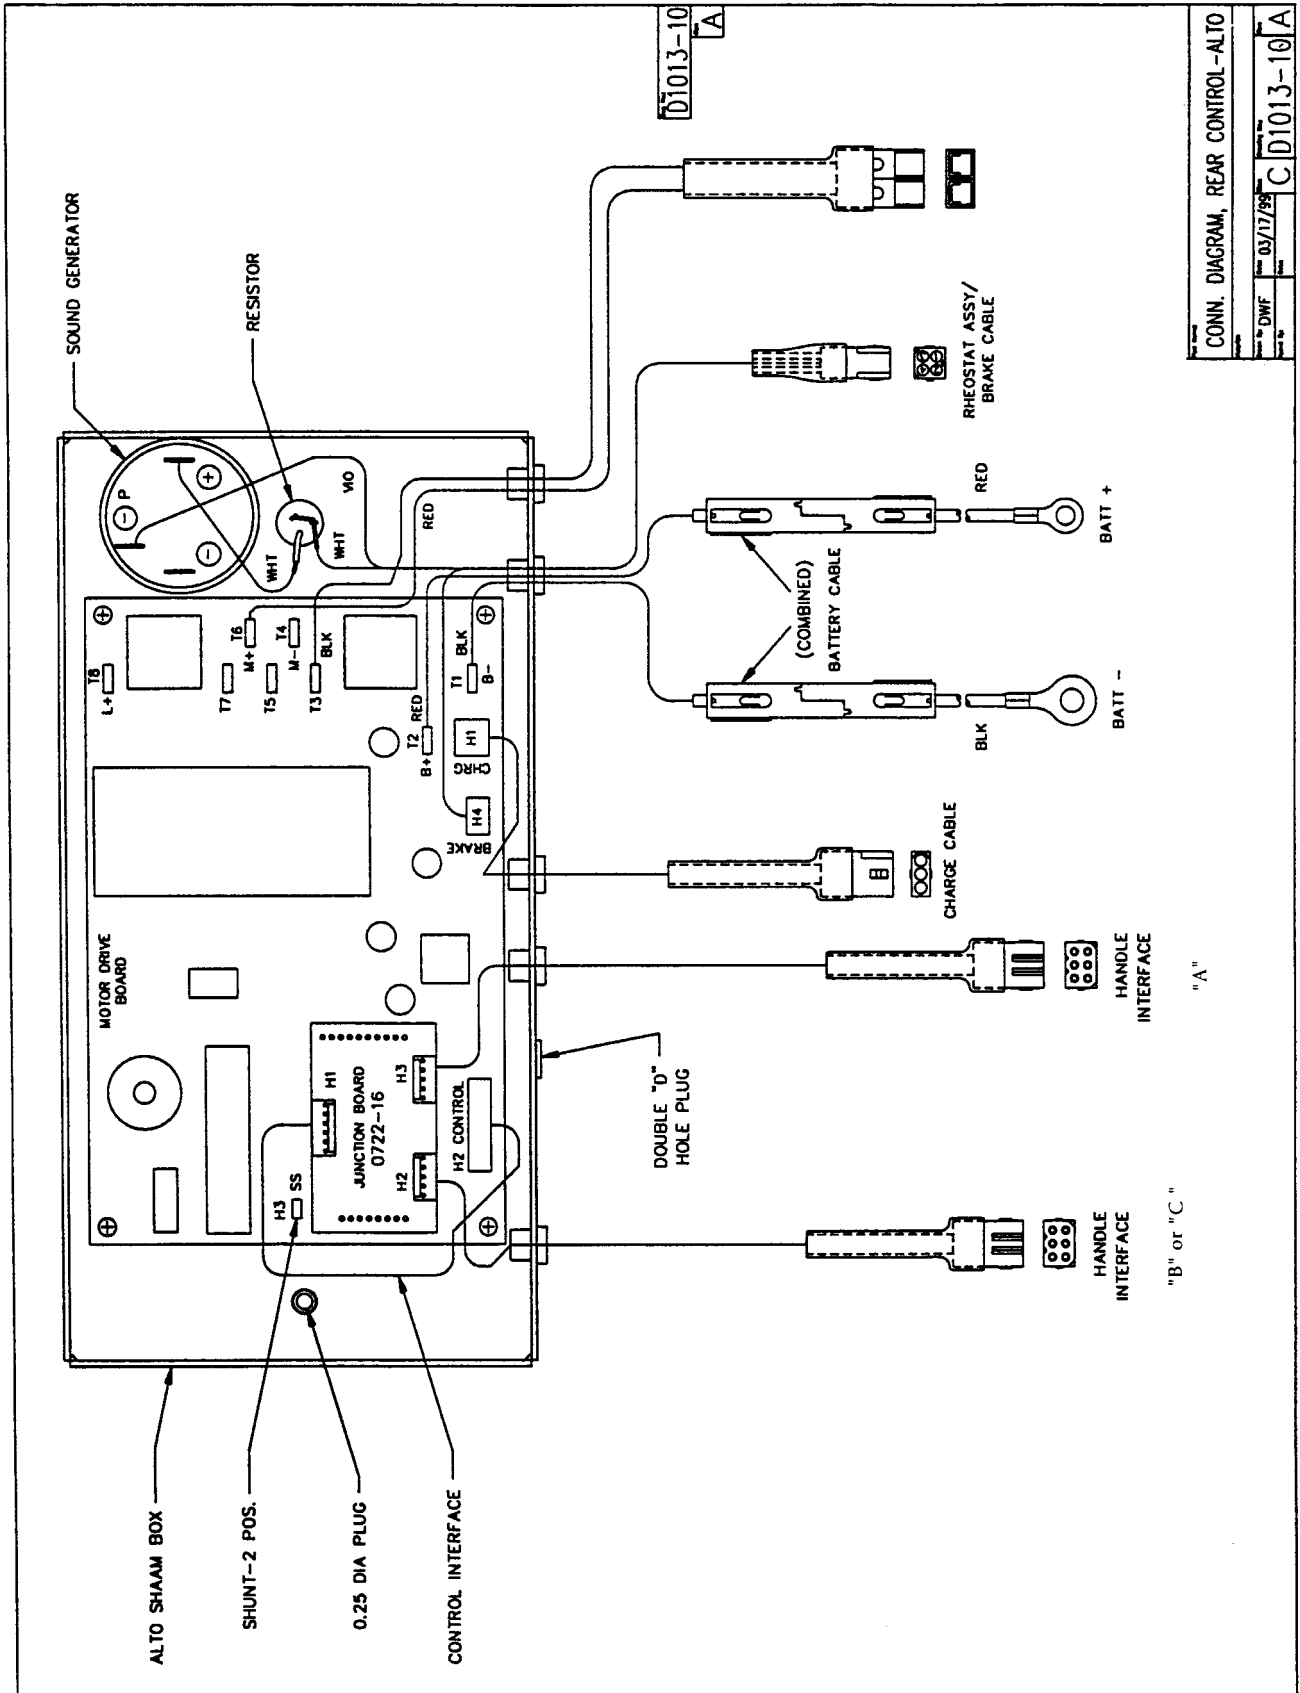 D1013-10
A
SOUND GENERATOR
RESISTOR
P
VIO
WHT
WHT
RED
T8
L+
T7
T6
M+
T5
T4
M-
T3
BLK
RED
T2
B+
T1
B-
BLK
H1
CHRG
H4
BRAKE
MOTOR DRIVE
BOARD
H1
JUNCTION BOARD
0722-16
H3
H2
H2 CONTROL
H3 SS
ALTO SHAAM BOX
SHUNT-2 POS.
0.25 DIA PLUG
CONTROL INTERFACE
DOUBLE "D"
HOLE PLUG
HANDLE
INTERFACE
"B" or "C"
HANDLE
INTERFACE
"A"
CHARGE CABLE
(COMBINED)
BATTERY CABLE
BLK
BATT -
RED
BATT +
RHEOSTAT ASSY/
BRAKE CABLE
CONN. DIAGRAM, REAR CONTROL-ALTO
DWF
03/17/99
C
D1013-10
A